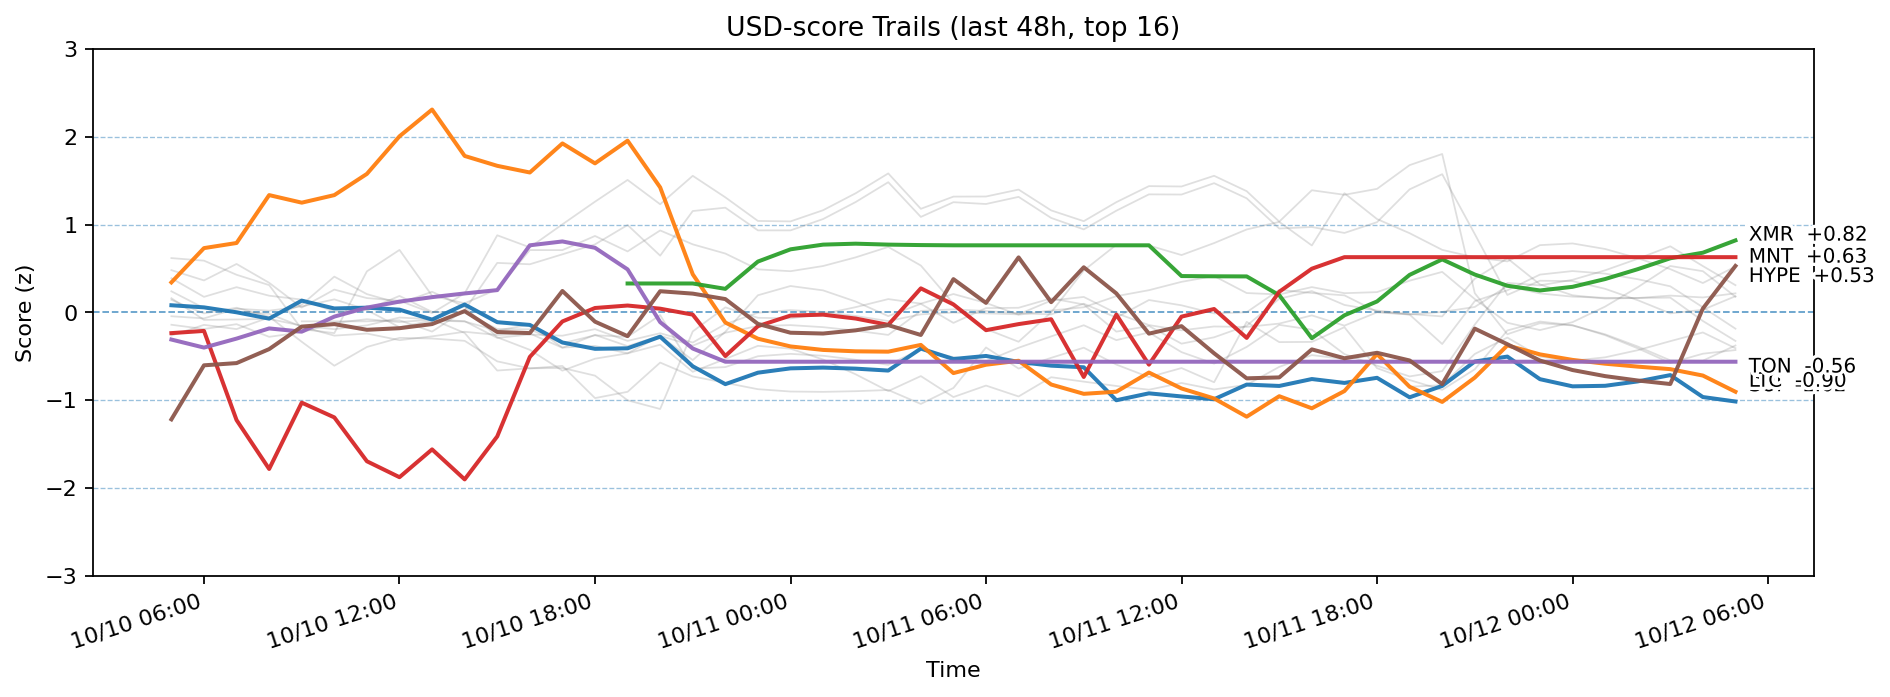 USD-score Trails (last 48h, top 16)
Score (z)
3
2
1
0
−1
−2
−3
XMR +0.82
MNT +0.63
HYPE +0.53
TON -0.56
LTC -0.90
10/10 06:00
10/10 12:00
10/10 18:00
10/11 00:00
10/11 06:00
10/11 12:00
10/11 18:00
10/12 00:00
10/12 06:00
Time